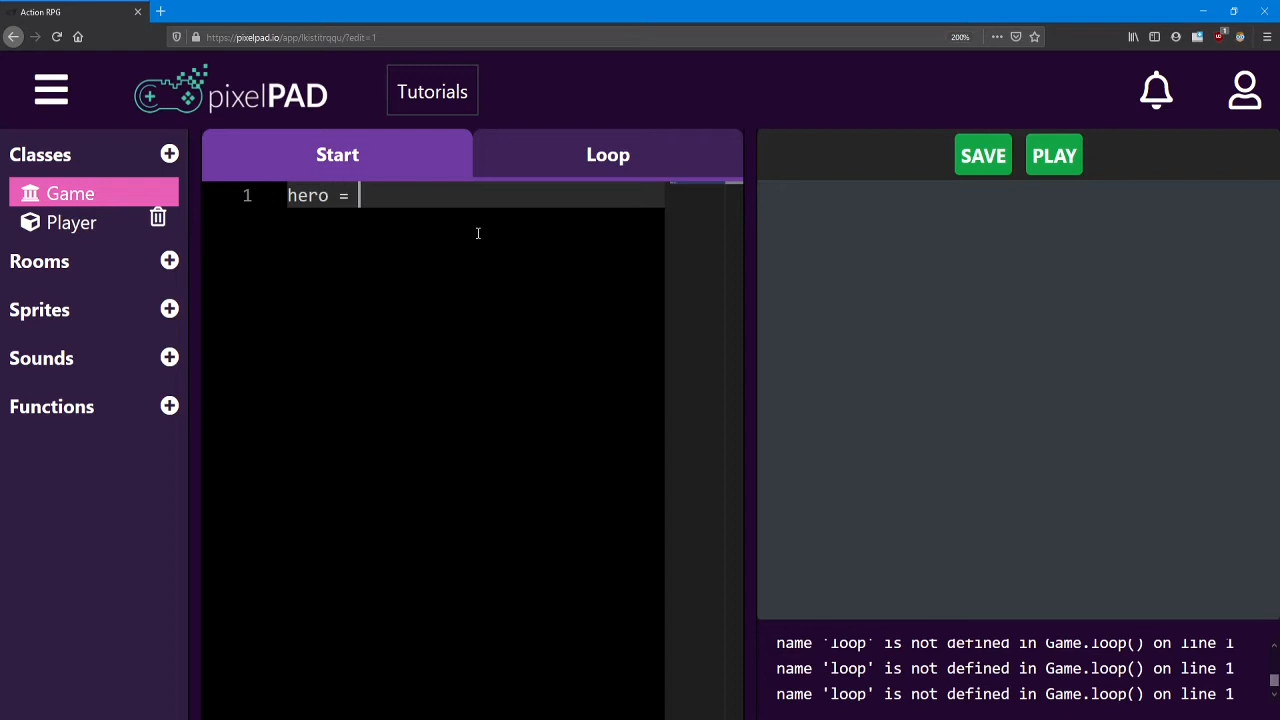 Action RPG
https://pixelpad.io/app/lkistitrqqu/?edit=1
200%
pixelPAD
Tutorials
Classes
Start
Loop
SAVE
PLAY
Game
1
hero =
Player
Rooms
Sprites
Sounds
Functions
name 'loop' is not defined in Game.loop() on line 1
name 'loop' is not defined in Game.loop() on line 1
name 'loop' is not defined in Game.loop() on line 1